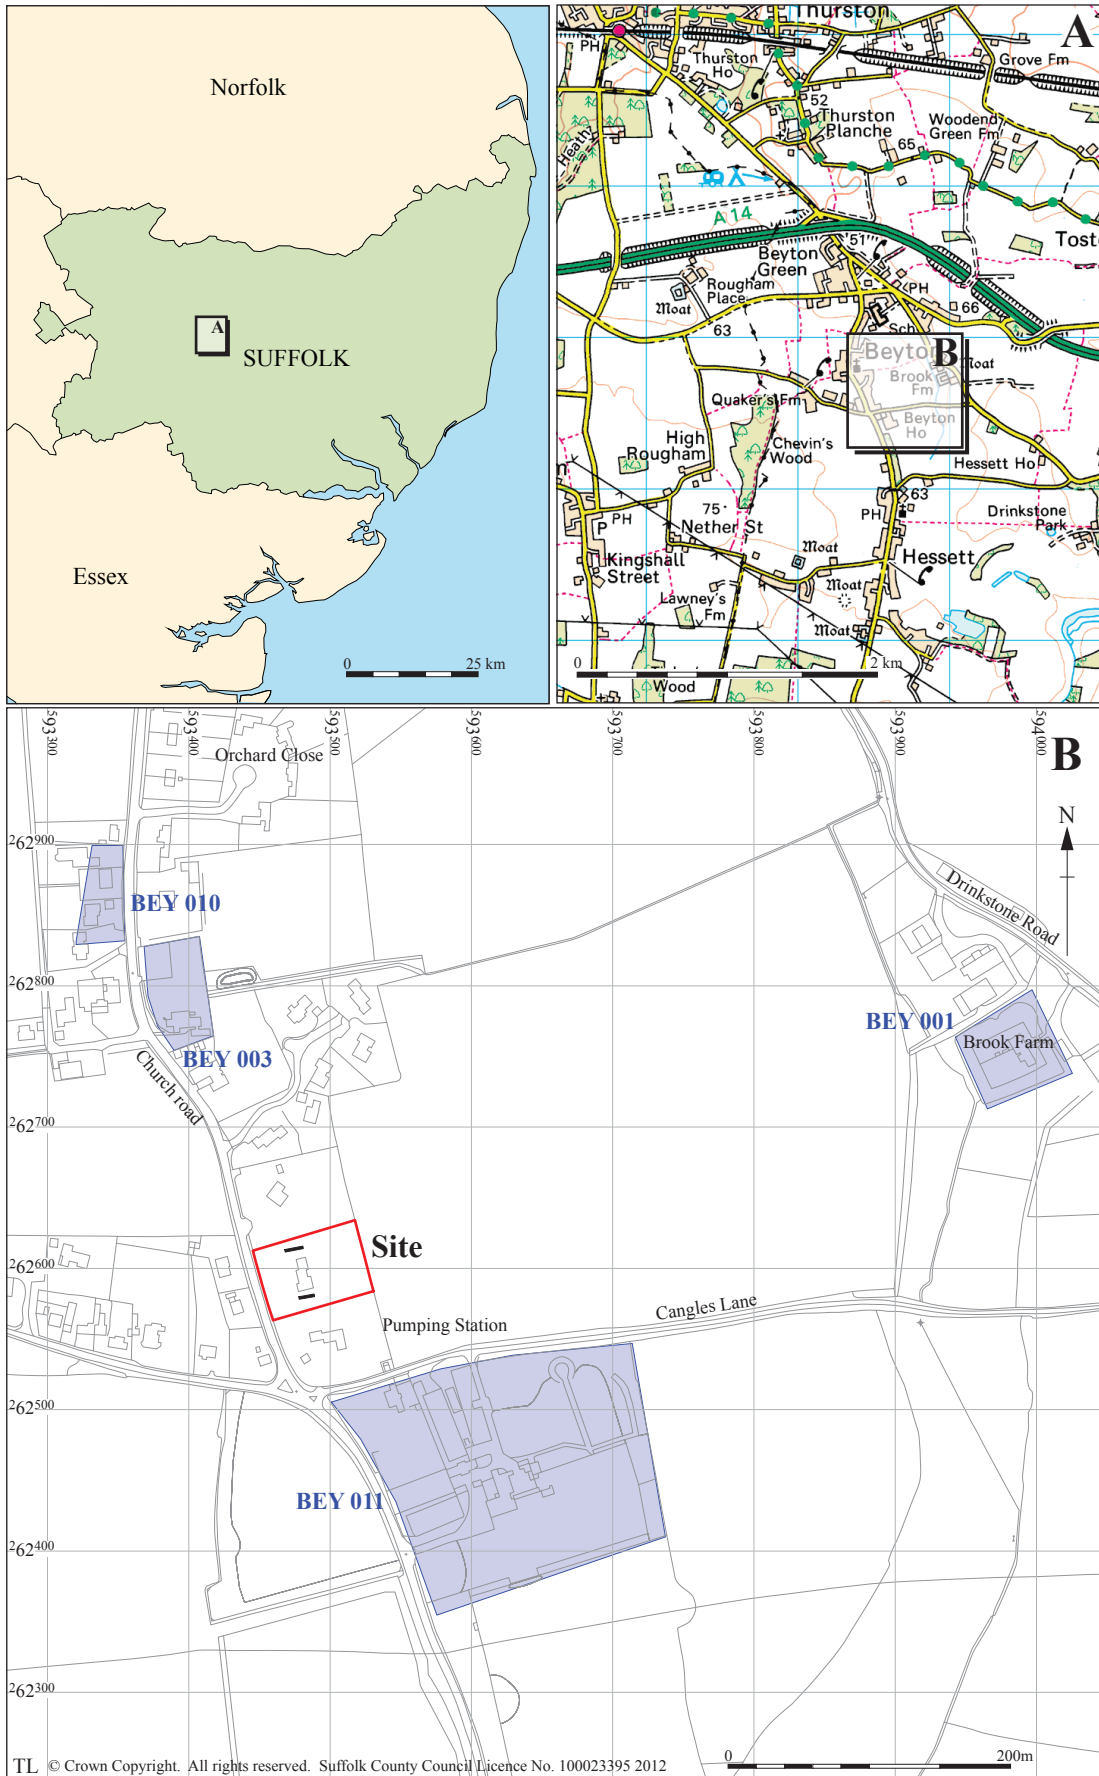 Norfolk
A
SUFFOLK
Essex
0 25 km
A
Thurston
PH
Thurston
Ho
Grove Fm
52
Thurston
Planche
Woodend
Green Fm
65
Heath
A 14
Tost
Beyton
Green
51
Rougham
Place
Moat
PH
66
63
Sch
Beyton
B
Moat
Brook
Fm
Quaker's Fm
Beyton
Ho
High
Rougham
Chevin's
Wood
Hessett Ho
63
75
PH
P
PH
Nether St
Drinkstone
Park
Kingshall
Street
Moat
Hessett
Moat
Lawney's
Fm
Moat
0 2 km
Wood
593300
593400
593500
593600
593700
593800
593900
594000
B
Orchard Close
N
262900
BEY 010
Drinkstone Road
262800
BEY 001
Brook Farm
BEY 003
Church road
262700
Site
262600
Cangles Lane
Pumping Station
262500
BEY 011
262400
262300
0 200m
TL © Crown Copyright. All rights reserved. Suffolk County Council Licence No. 100023395 2012